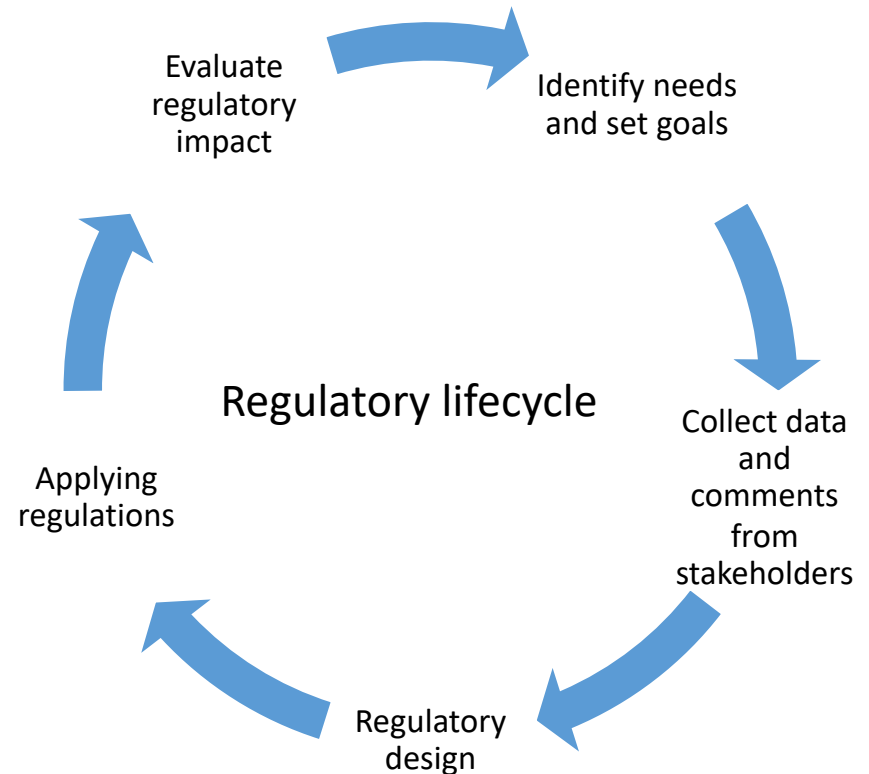 Evaluate
regulatory
impact
Identify needs
and set goals
Regulatory lifecycle
Collect data
and
comments
from
stakeholders
Applying
regulations
Regulatory
design